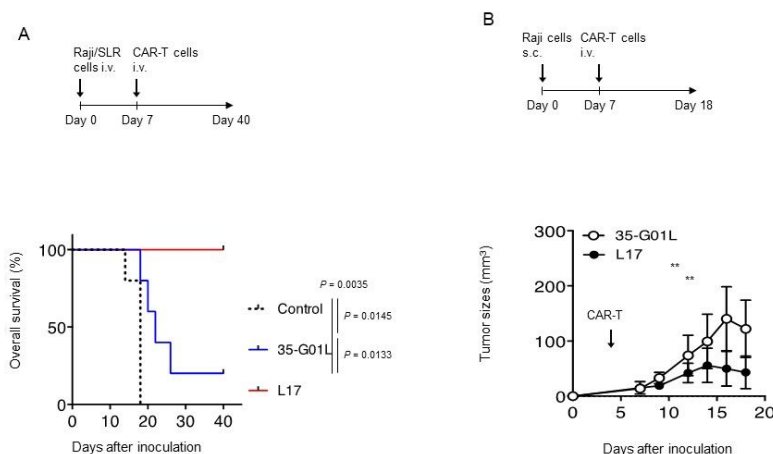 A
Raji/SLR
cells i.v.
CAR-T cells
i.v.
Day 0
Day 7
Day 40
B
Raji cells
s.c.
CAR-T cells
i.v.
Day 0
Day 7
Day 18
Overall survival (%)
100
50
0
0
10
20
30
40
Days after inoculation
P = 0.0035
Control
P = 0.0145
35-G01L
P = 0.0133
L17
Tumor sizes (mm³)
300
200
100
0
0
5
10
15
20
Days after inoculation
35-G01L
L17
**
**
CAR-T